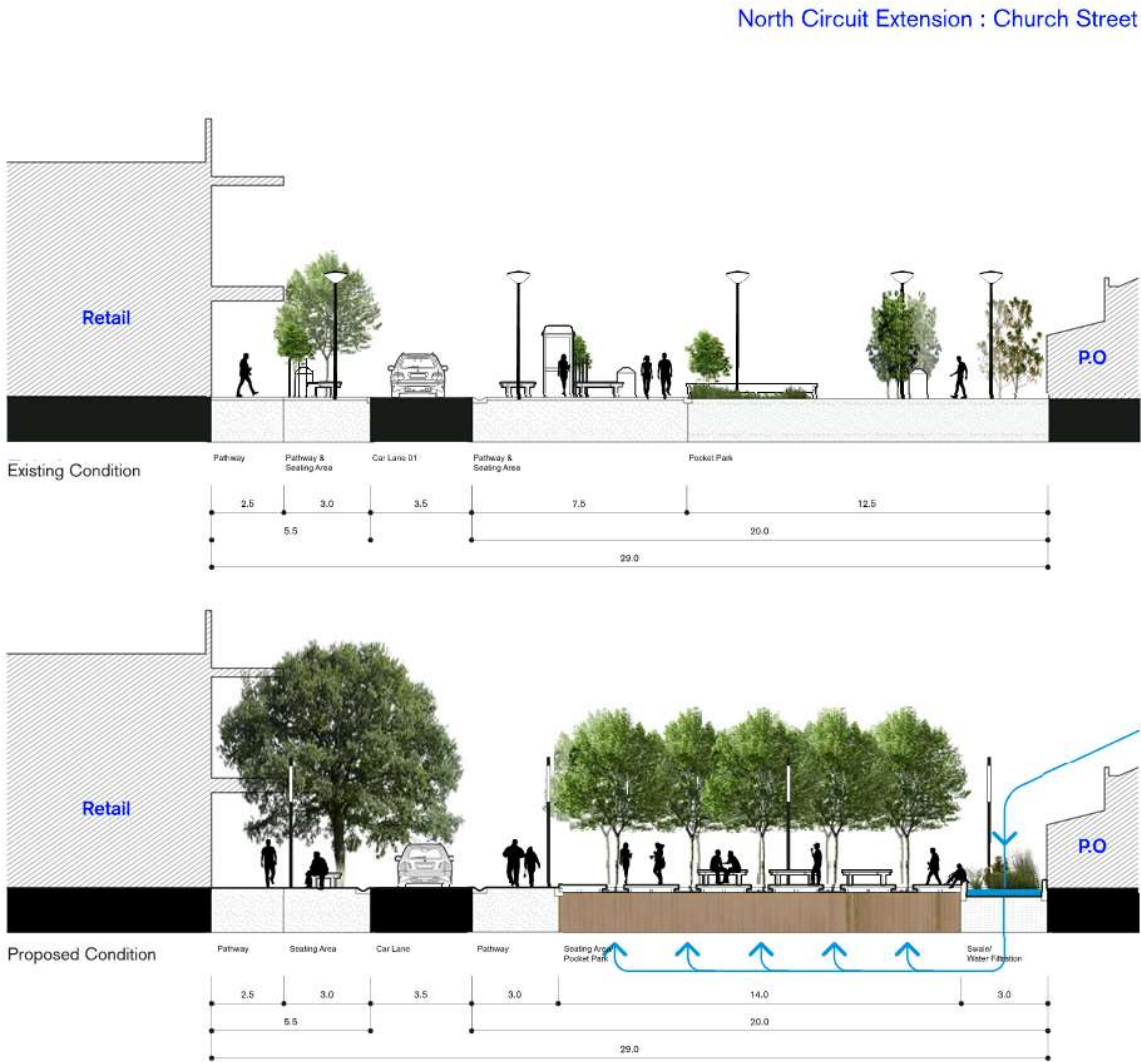 North Circuit Extension : Church Street
Retail
P.O
Existing Condition
Pathway
Pathway &
Seating Area
Car Lane 01
Pathway &
Seating Area
Pocket Park
2.5
3.0
3.5
7.5
12.5
5.5
20.0
29.0
Retail
P.O
Proposed Condition
Pathway
Seating Area
Car Lane
Pathway
Seating Area/
Pocket Park
Swale/
Water Filtration
2.5
3.0
3.5
3.0
14.0
3.0
5.5
20.0
29.0